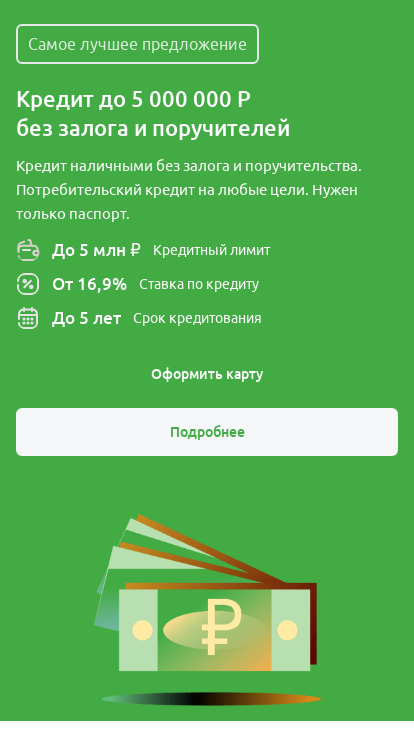 Самое лучшее предложение
Кредит до 5 000 000 Р
без залога и поручителей
Кредит наличными без залога и поручительства.
Потребительский кредит на любые цели. Нужен
только паспорт.
До 5 млн ₽ Кредитный лимит
От 16,9% Ставка по кредиту
До 5 лет Срок кредитования
Оформить карту
Подробнее
₽